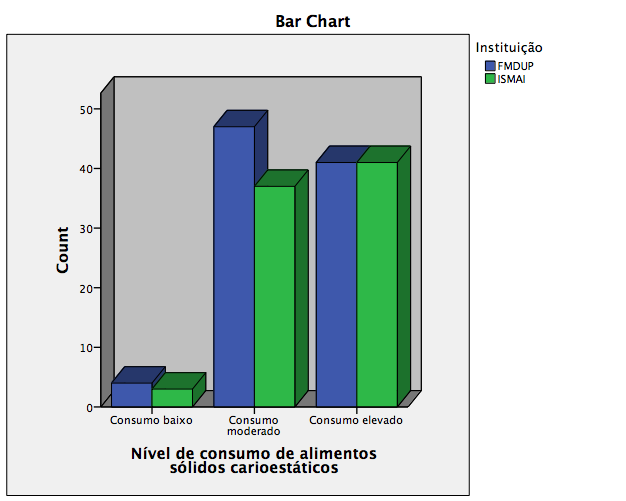 Bar Chart
Instituição
FMDUP
ISMAI
50
40
30
20
10
0
Count
Consumo baixo
Consumo
moderado
Consumo elevado
Nível de consumo de alimentos
sólidos carioestáticos